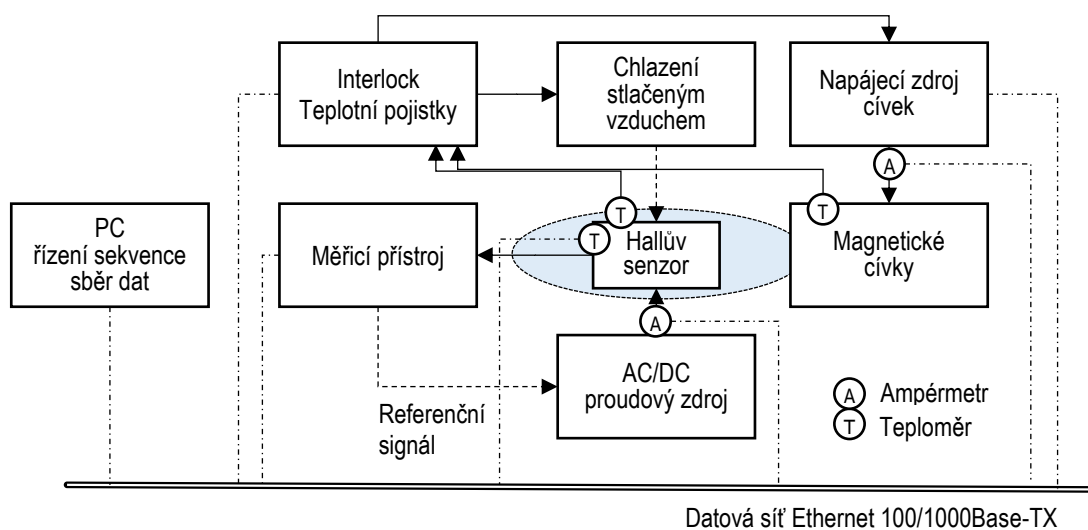 Interlock
Teplotní pojistky
Chlazení
stlačeným
vzduchem
Napájecí zdroj
cívek
A
T
T
T
PC
řízení sekvence
sběr dat
Měřicí přístroj
Hallův
senzor
Magnetické
cívky
A
AC/DC
proudový zdroj
Referenční
signál
A Ampérmetr
T Teploměr
Datová síť Ethernet 100/1000Base-TX